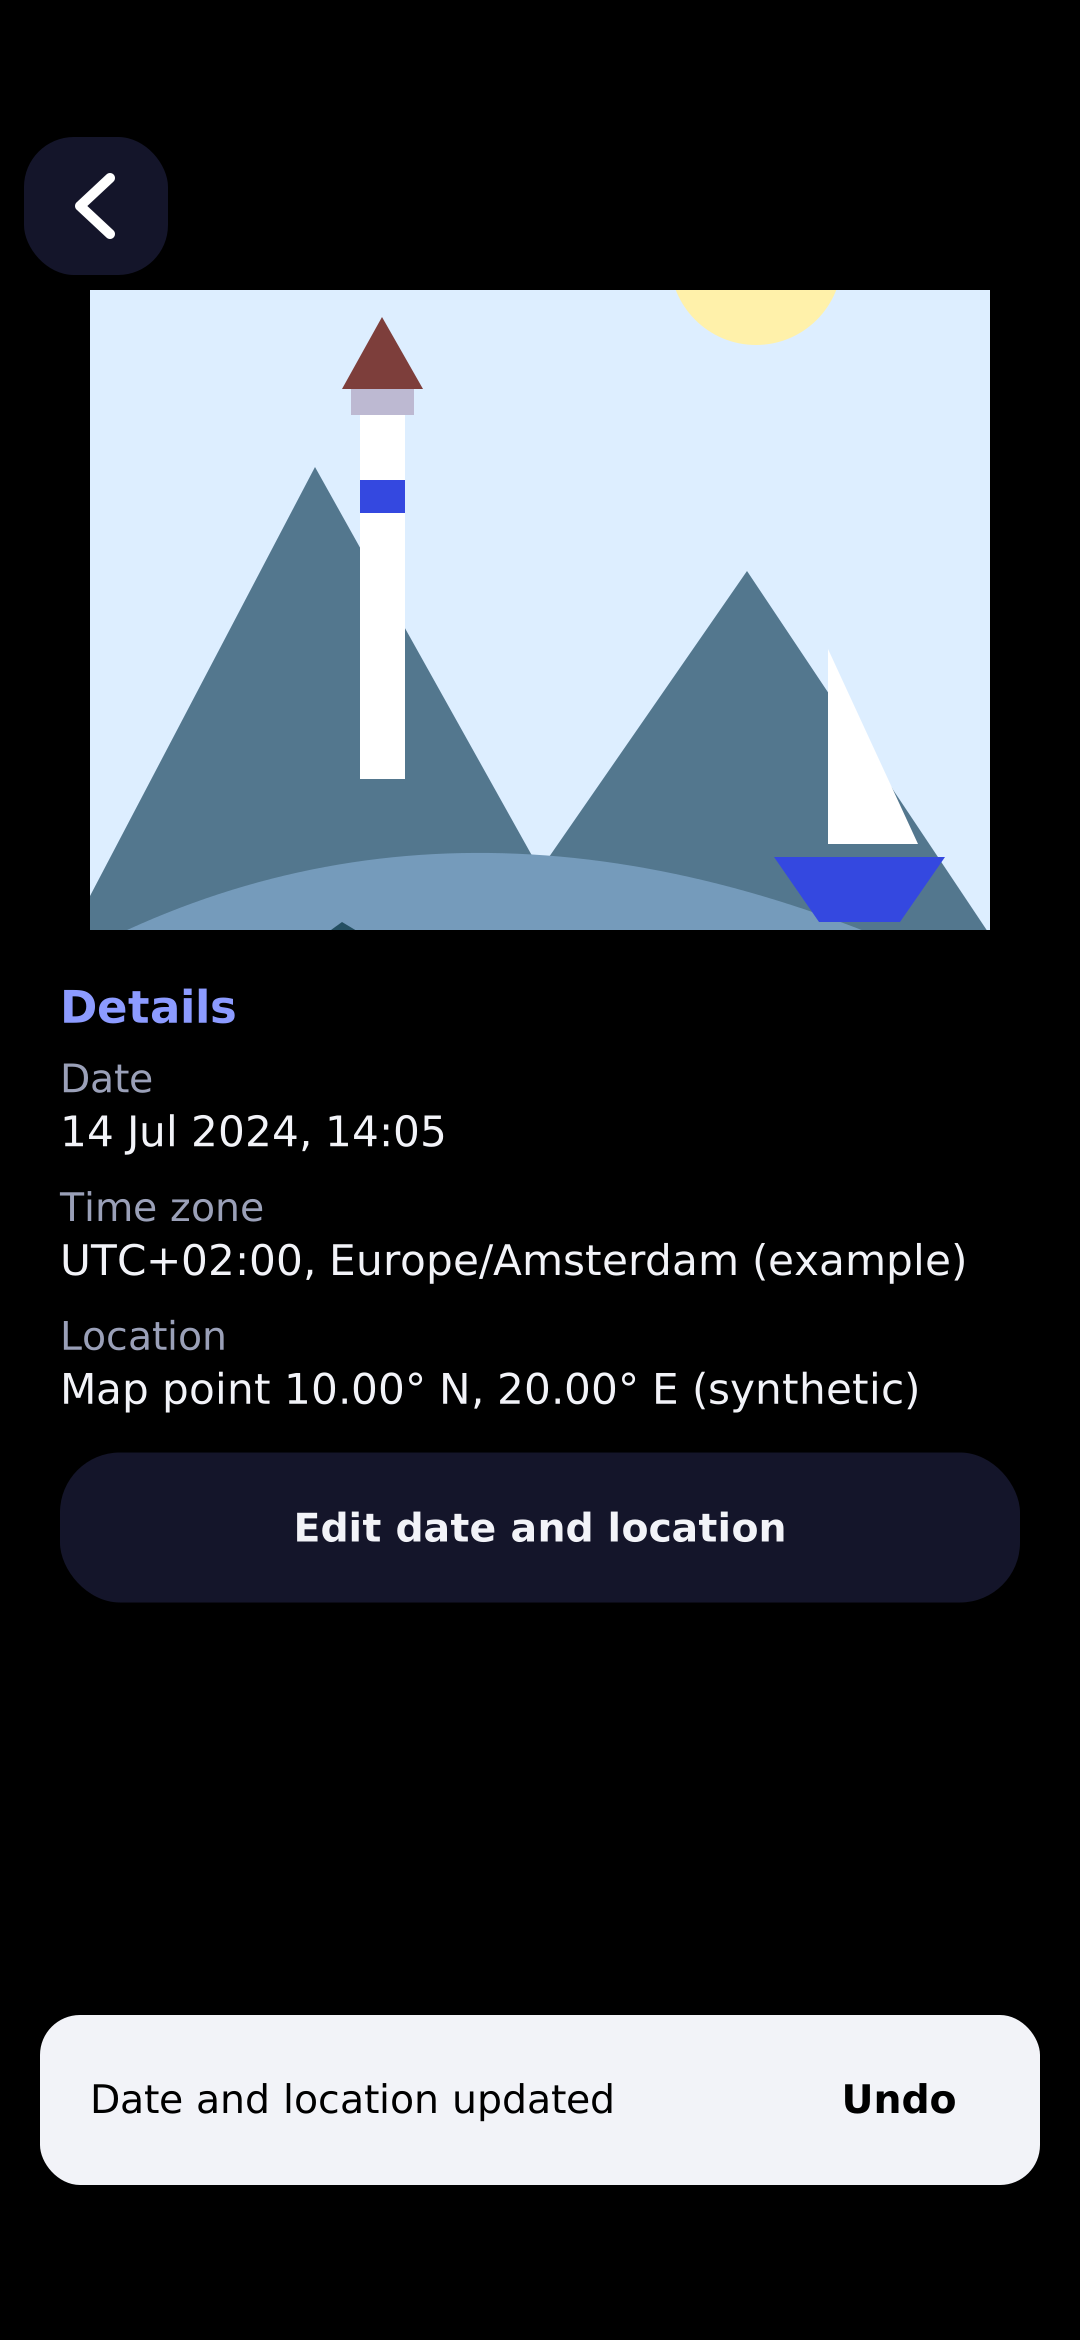 Details
Date
14 Jul 2024, 14:05
Time zone
UTC+02:00, Europe/Amsterdam (example)
Location
Map point 10.00° N, 20.00° E (synthetic)
Edit date and location
Date and location updated Undo